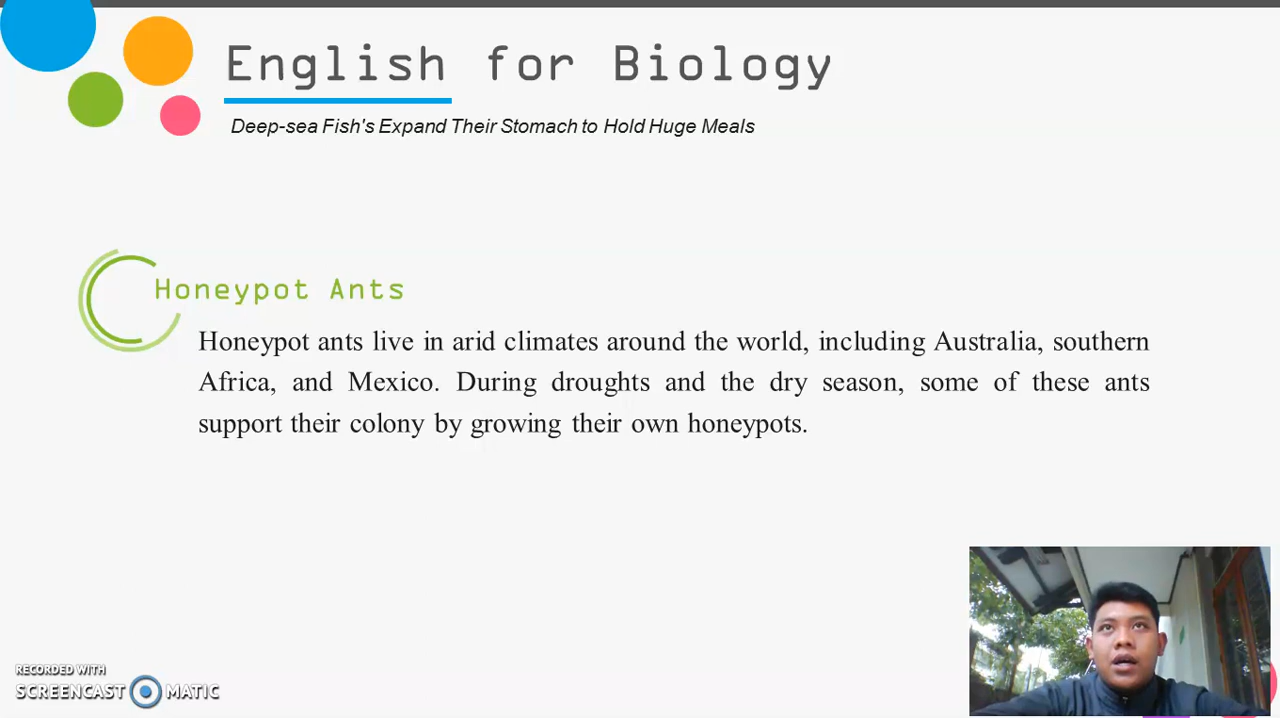 English for Biology
Deep-sea Fish's Expand Their Stomach to Hold Huge Meals
Honeypot Ants
Honeypot ants live in arid climates around the world, including Australia, southern
Africa, and Mexico. During droughts and the dry season, some of these ants
support their colony by growing their own honeypots.
RECORDED WITH
SCREENCAST MATIC